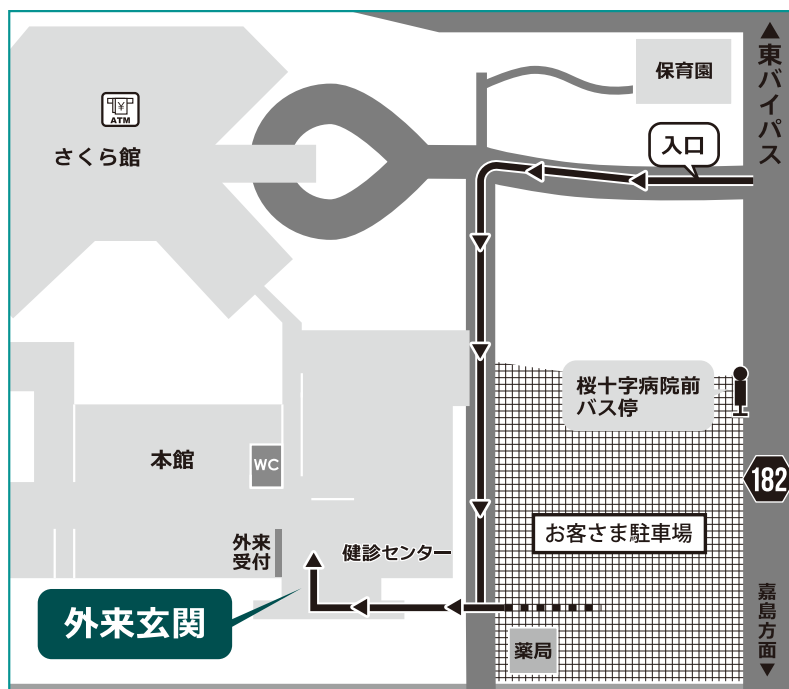 ▲東バイパス
保育園
入口
ATM
さくら館
桜十字病院前
バス停
182
本館
WC
お客さま駐車場
外来
受付
健診センター
外来玄関
薬局
嘉島方面▼